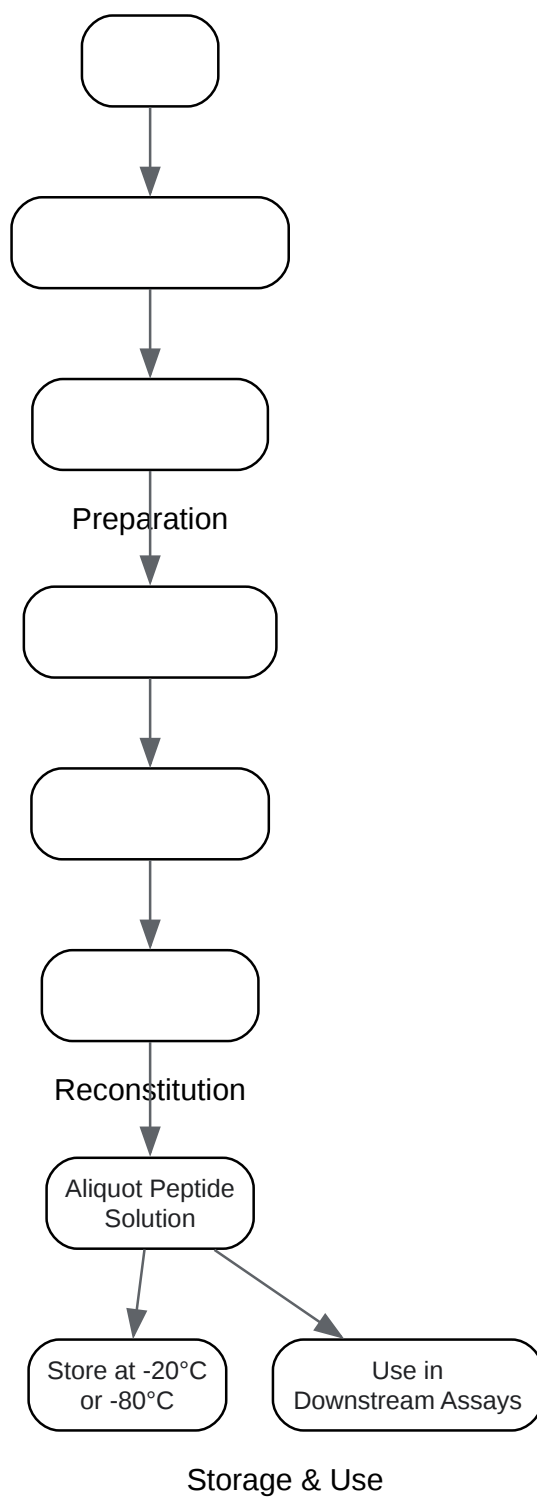 Preparation
Reconstitution
Aliquot Peptide
Solution
Store at -20°C
or -80°C
Use in
Downstream Assays
Storage & Use